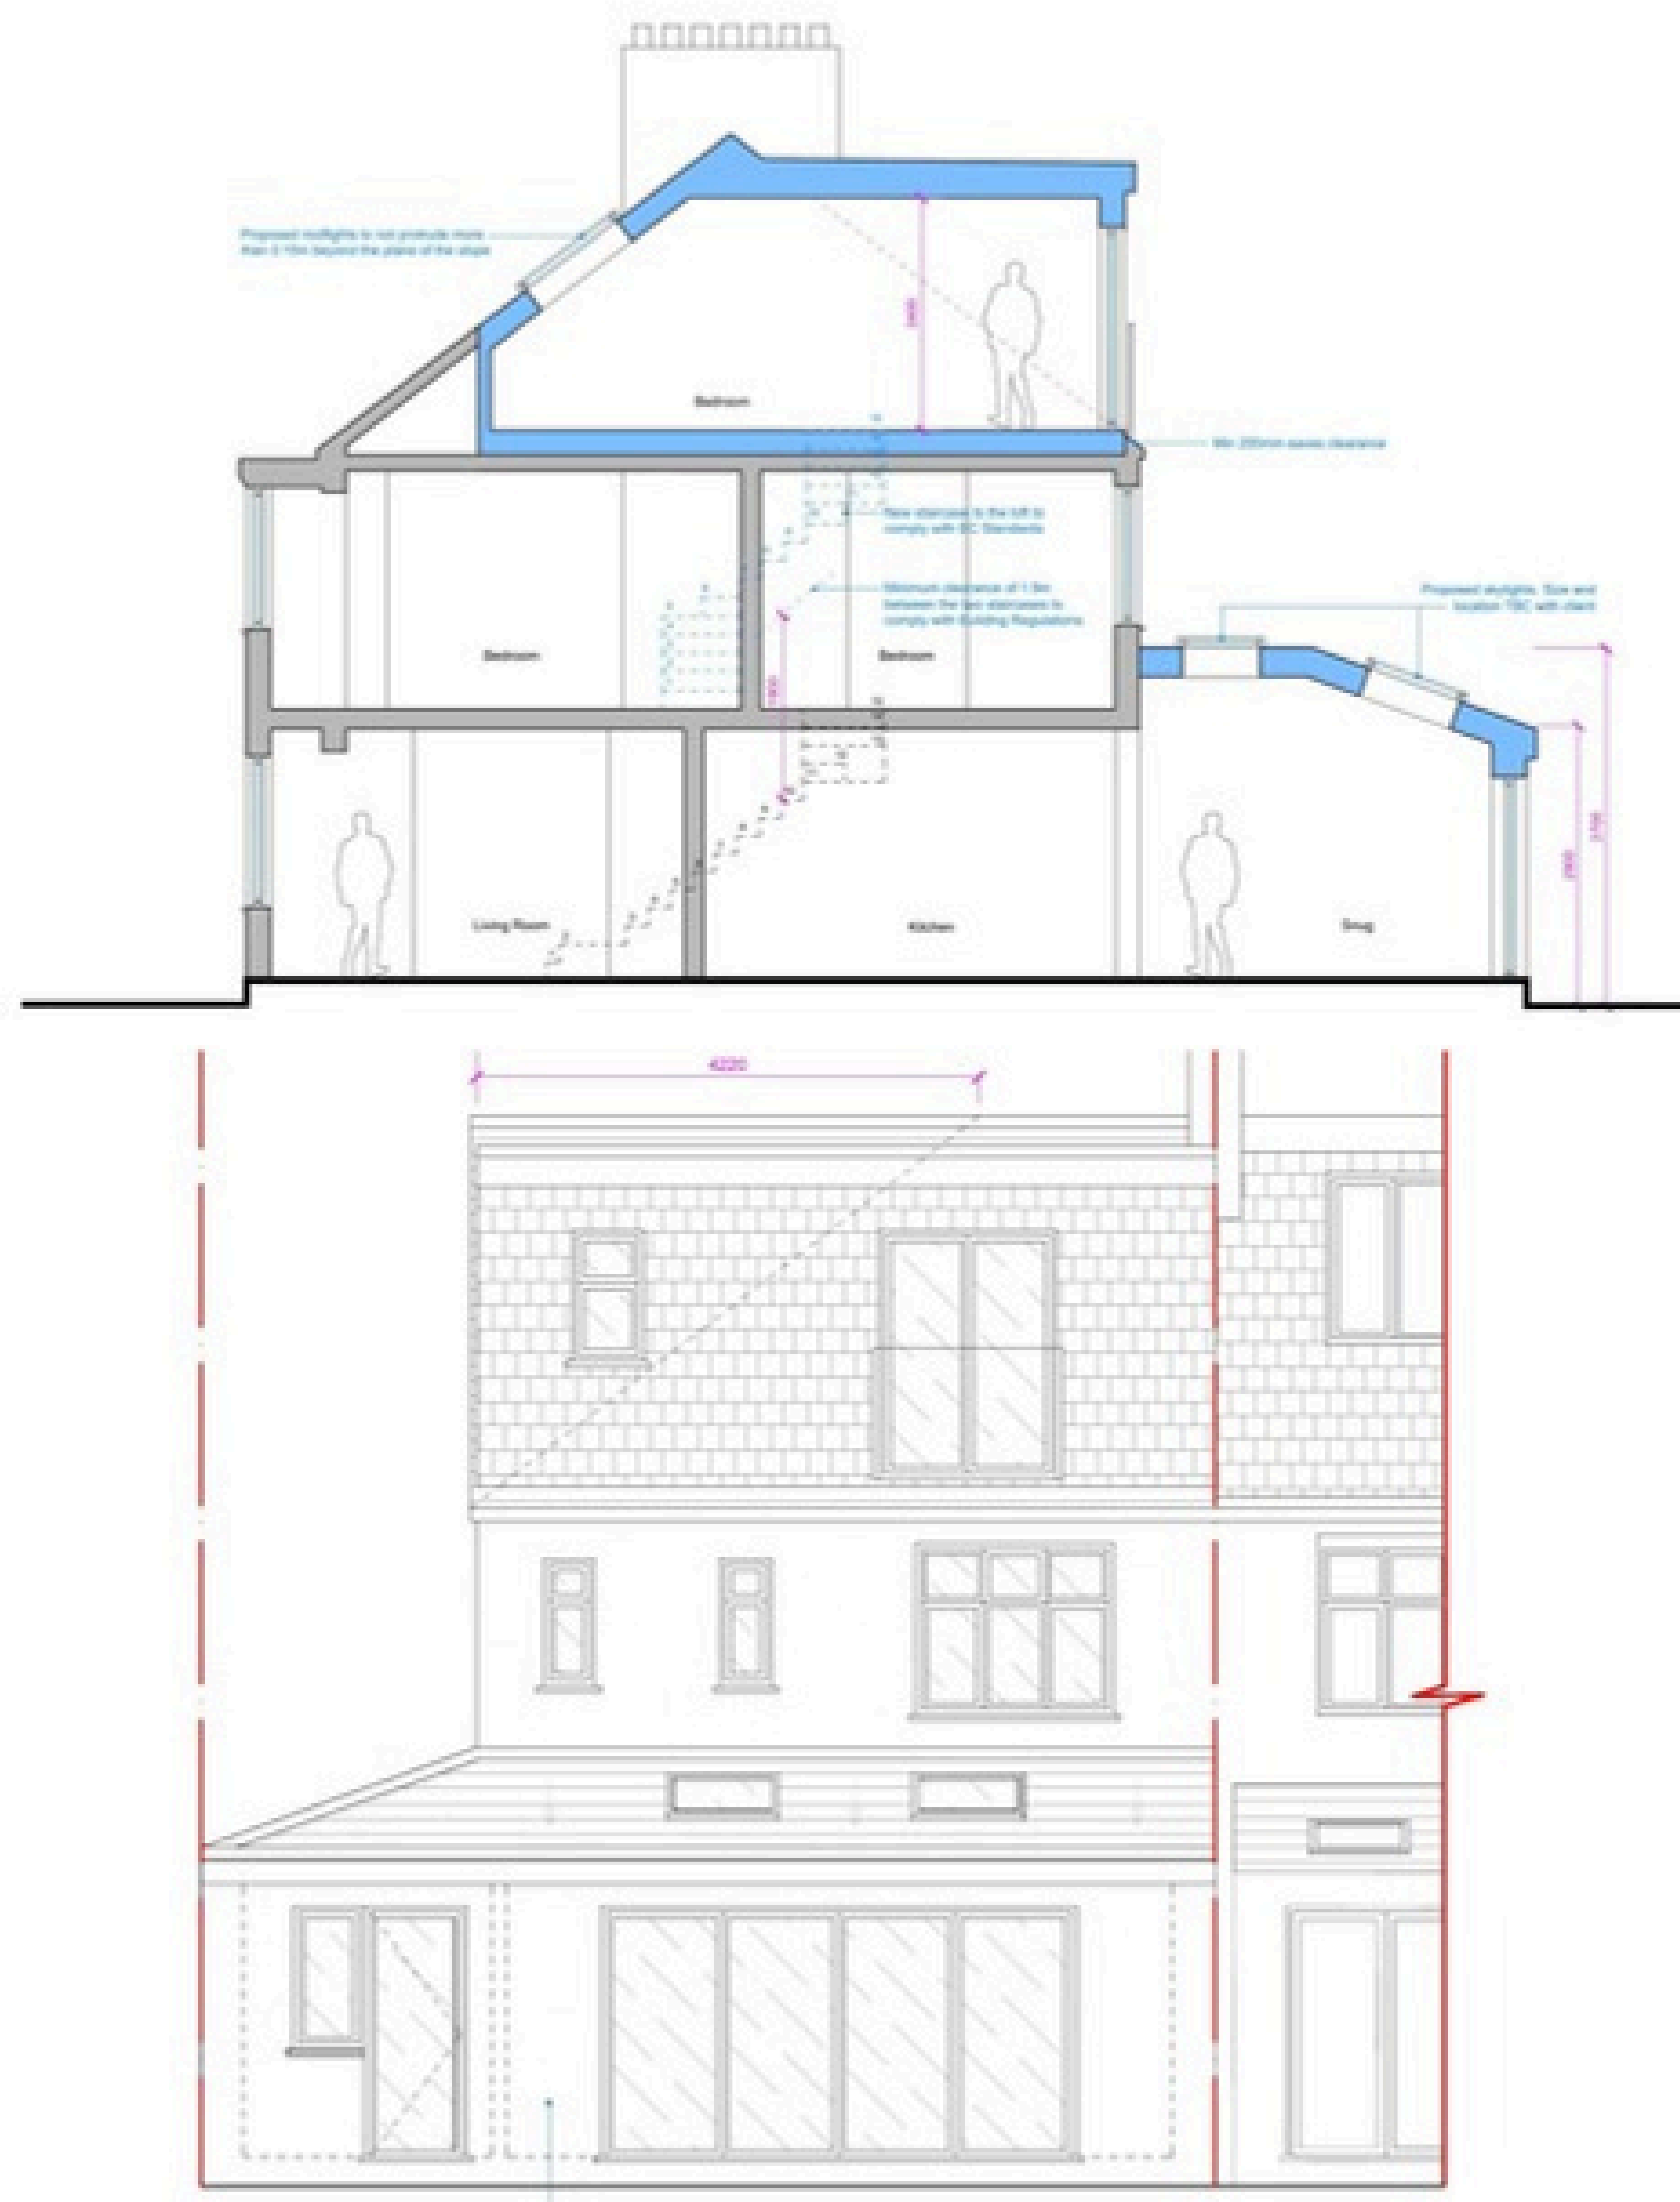 Proposed rooflights to not protrude more
than 0.15m beyond the plane of the slope
Bedroom
Min 200mm eaves clearance
New staircase to the loft to
comply with BC Standards
Minimum clearance of 1.9m
between the two staircases to
comply with Building Regulations
Proposed skylights. Size and
location TBC with client
Bedroom
Bedroom
Living Room
Kitchen
Snug
4220